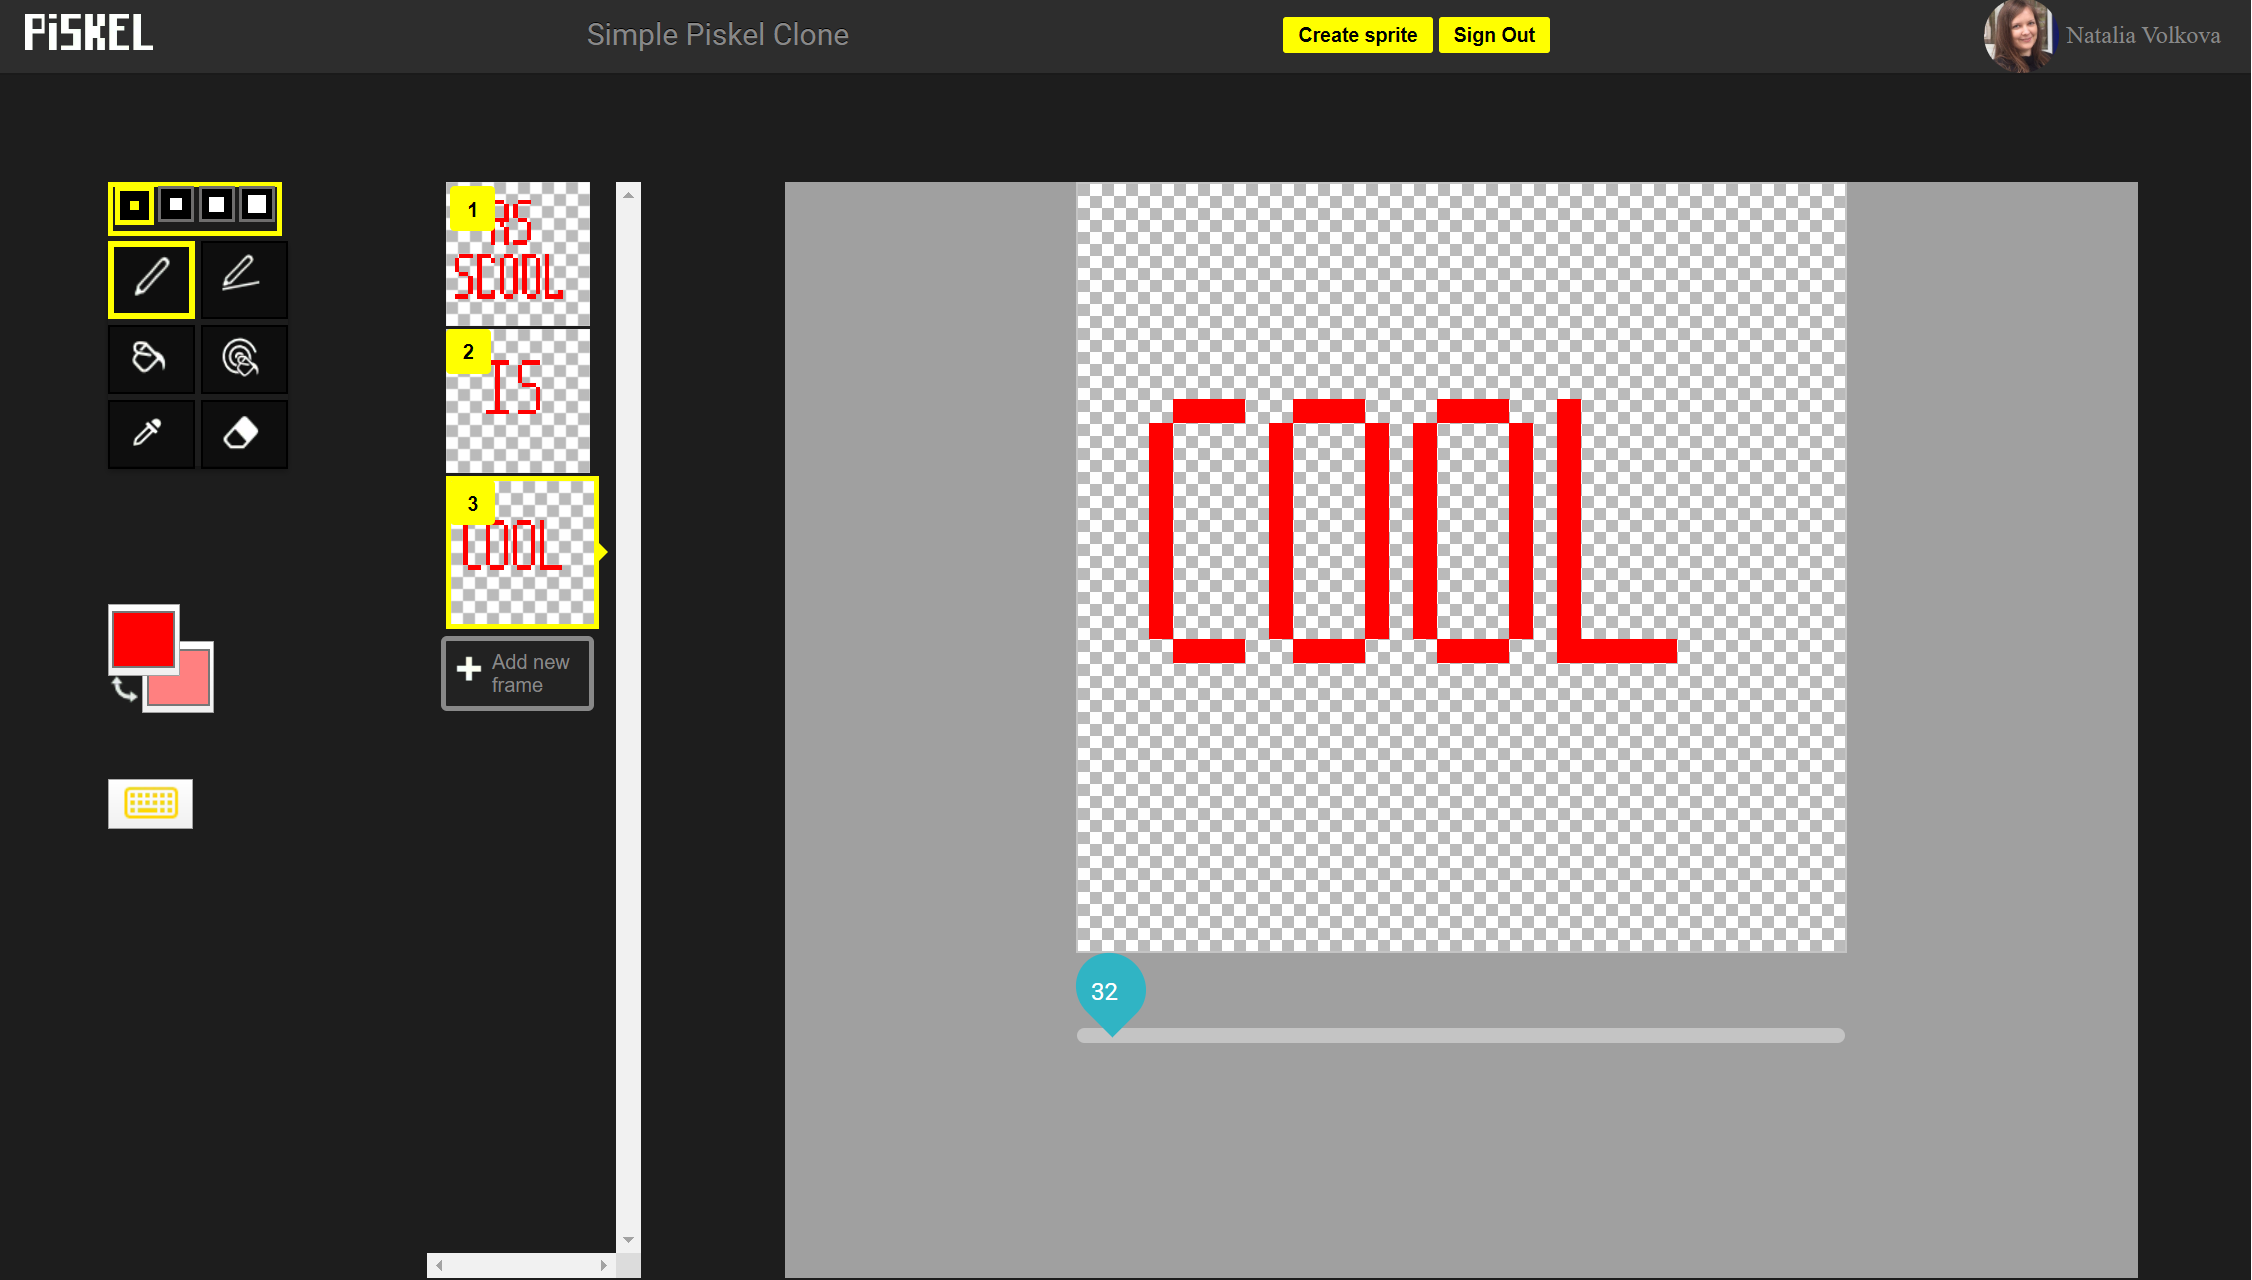 PiSKEL
Simple Piskel Clone
Create sprite
Sign Out
Natalia Volkova
1
SCOOL
2
IS
3
COOL
Add new
frame
COOL
32